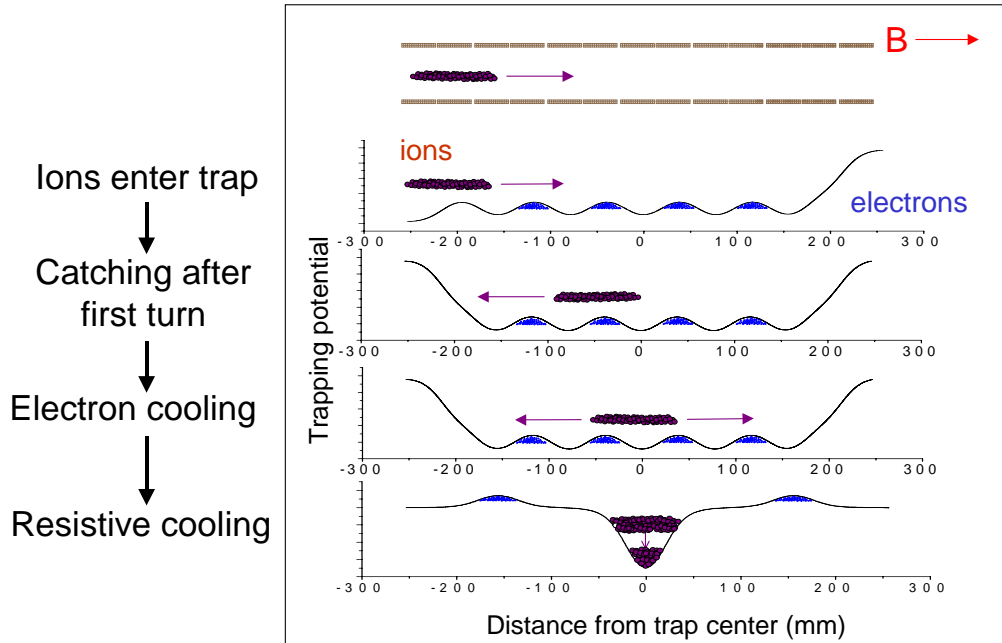 B
Ions enter trap
Catching after
first turn
Electron cooling
Resistive cooling
Trapping potential
ions
electrons
-300 -200 -100 0 100 200 300
-300 -200 -100 0 100 200 300
-300 -200 -100 0 100 200 300
-300 -200 -100 0 100 200 300
Distance from trap center (mm)